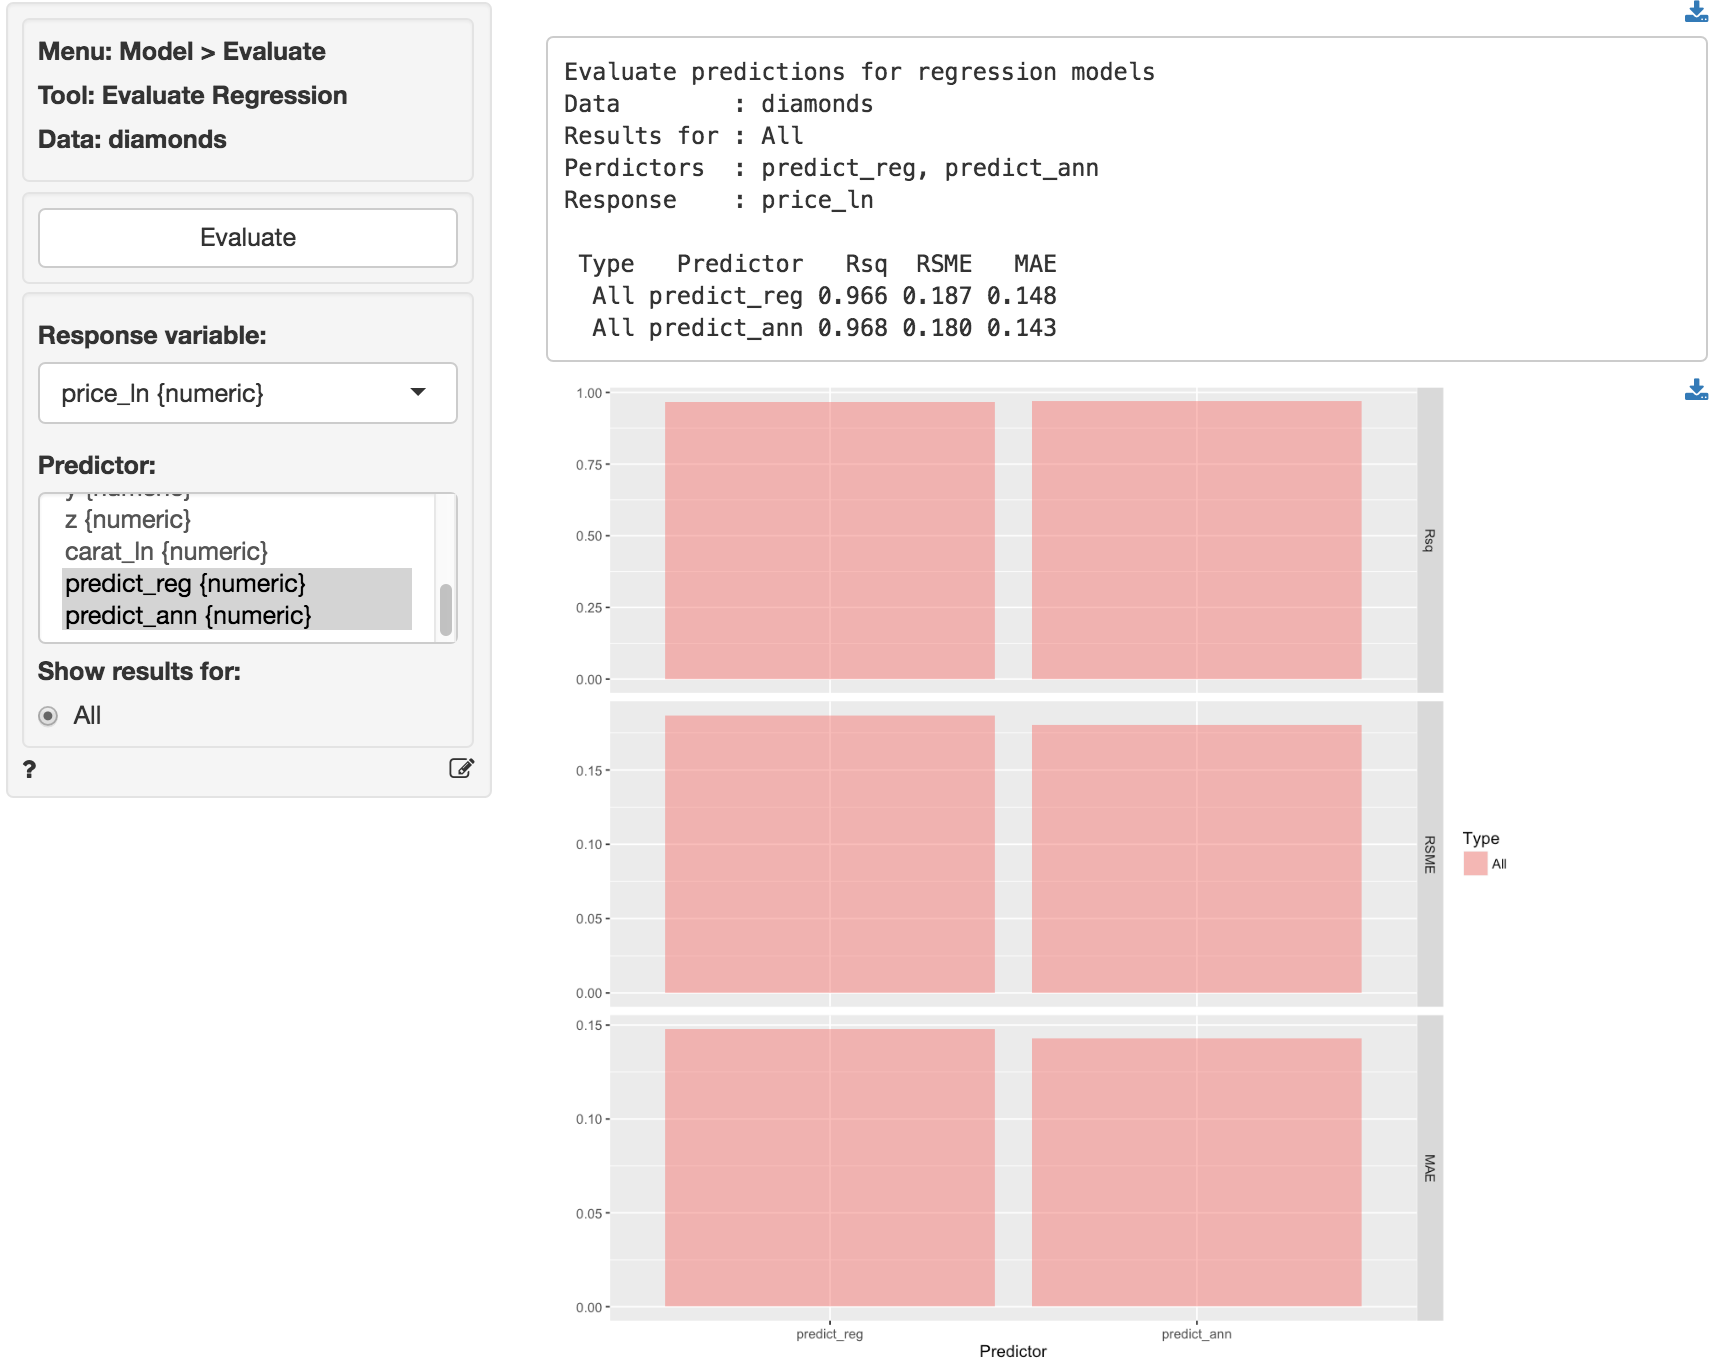 Menu: Model > Evaluate
Tool: Evaluate Regression
Data: diamonds
Evaluate
Response variable:
price_ln {numeric}
Predictor:
z {numeric}
carat_ln {numeric}
predict_reg {numeric}
predict_ann {numeric}
Show results for:
All
?
Evaluate predictions for regression models
Data        : diamonds
Results for : All
Perdictors  : predict_reg, predict_ann
Response    : price_ln
Type   Predictor   Rsq  RSME   MAE
All predict_reg 0.966 0.187 0.148
All predict_ann 0.968 0.180 0.143
1.00
0.75
0.50
0.25
0.00
Rsq
0.15
0.10
0.05
0.00
RSME
0.15
0.10
0.05
0.00
MAE
predict_reg
predict_ann
Predictor
Type
All